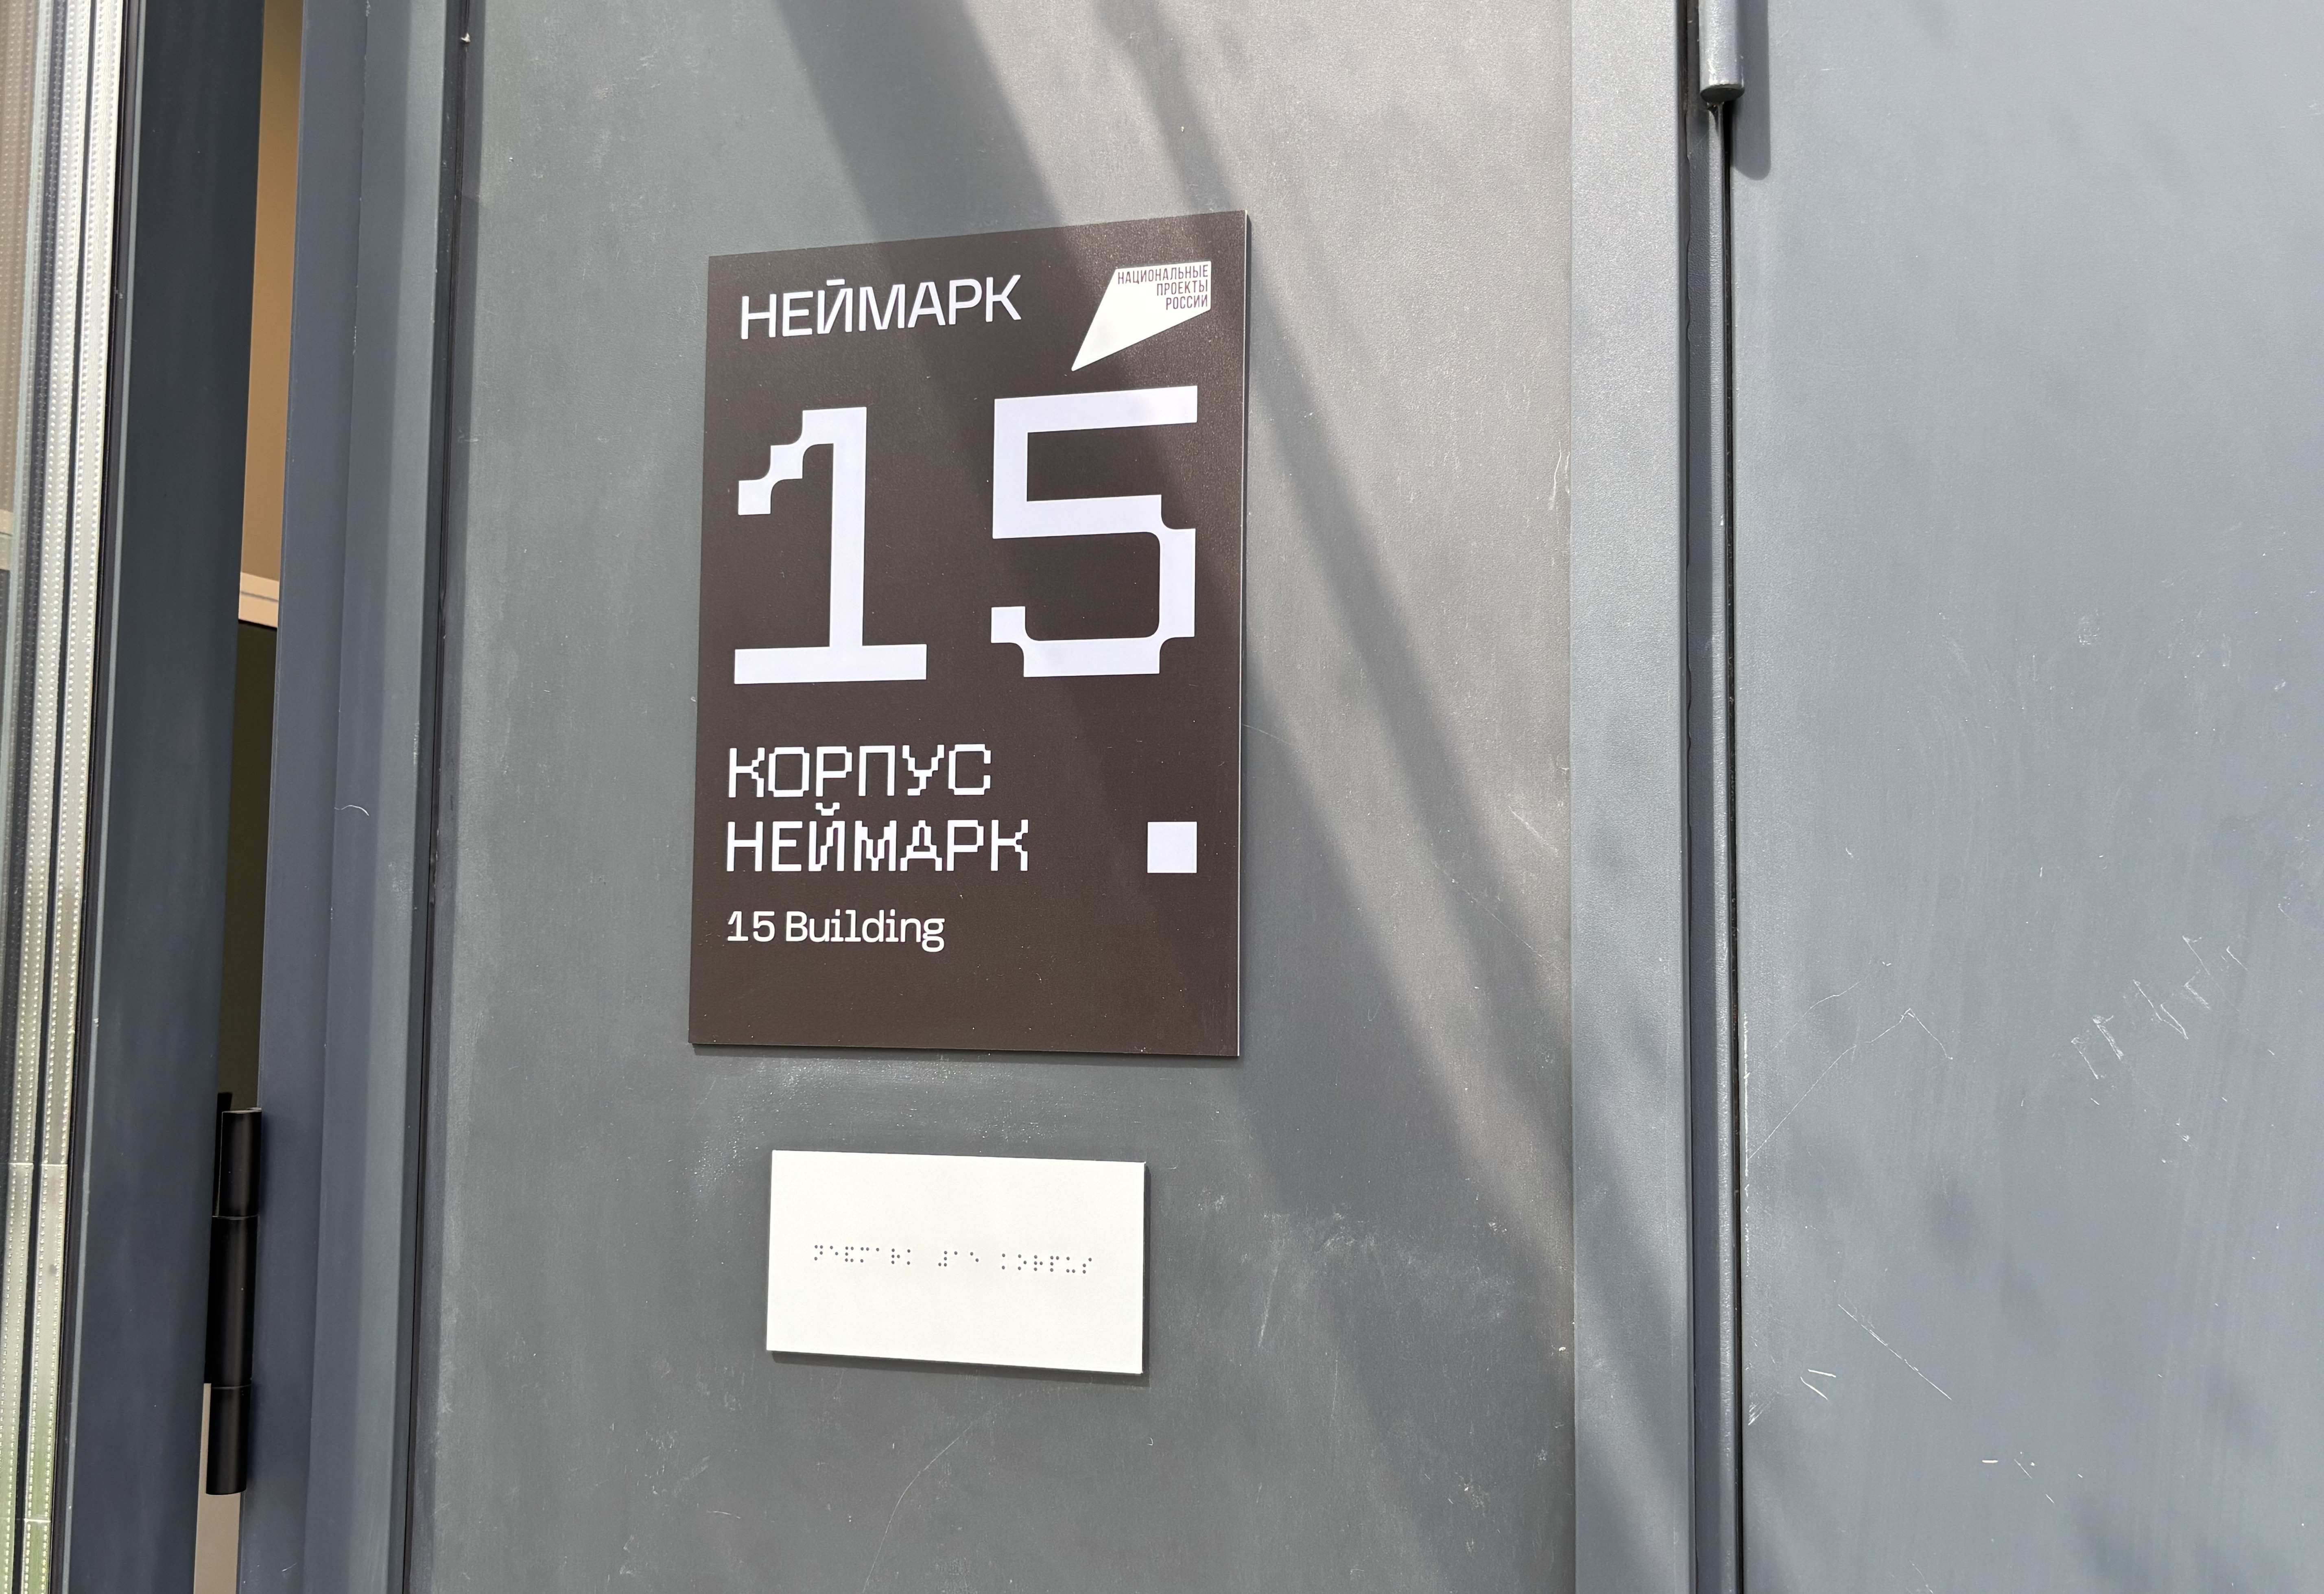 НЕЙМАРК
НАЦИОНАЛЬНЫЕ
ПРОЕКТЫ
РОССИИ
15
КОРПУС
НЕЙМАРК
15 Building
⠝⠑⠯⠍⠁⠗⠅ ⠼⠁⠑ ⠅⠕⠗⠏⠥⠎